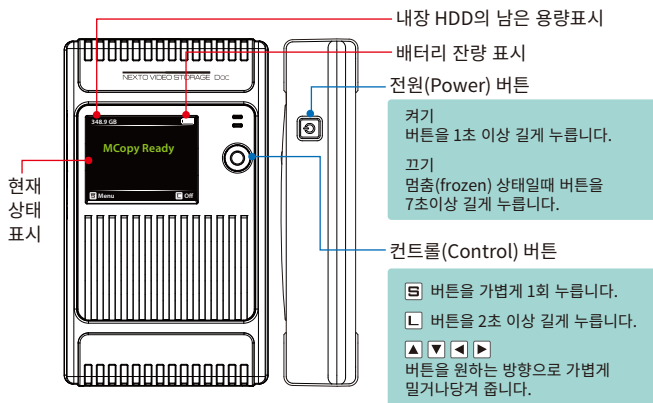 내장 HDD의 남은 용량표시
배터리 잔량 표시
전원(Power) 버튼
켜기
버튼을 1초 이상 길게 누릅니다.
끄기
멈춤(frozen) 상태일때 버튼을
7초이상 길게 누릅니다.
NEXTO VIDEO STORAGE Doc
348.9 GB
MCopy Ready
S Menu
L Off
현재
상태
표시
컨트롤(Control) 버튼
S 버튼을 가볍게 1회 누릅니다.
L 버튼을 2초 이상 길게 누릅니다.
▲ ▼ ◀ ▶
버튼을 원하는 방향으로 가볍게
밀거나당겨 줍니다.